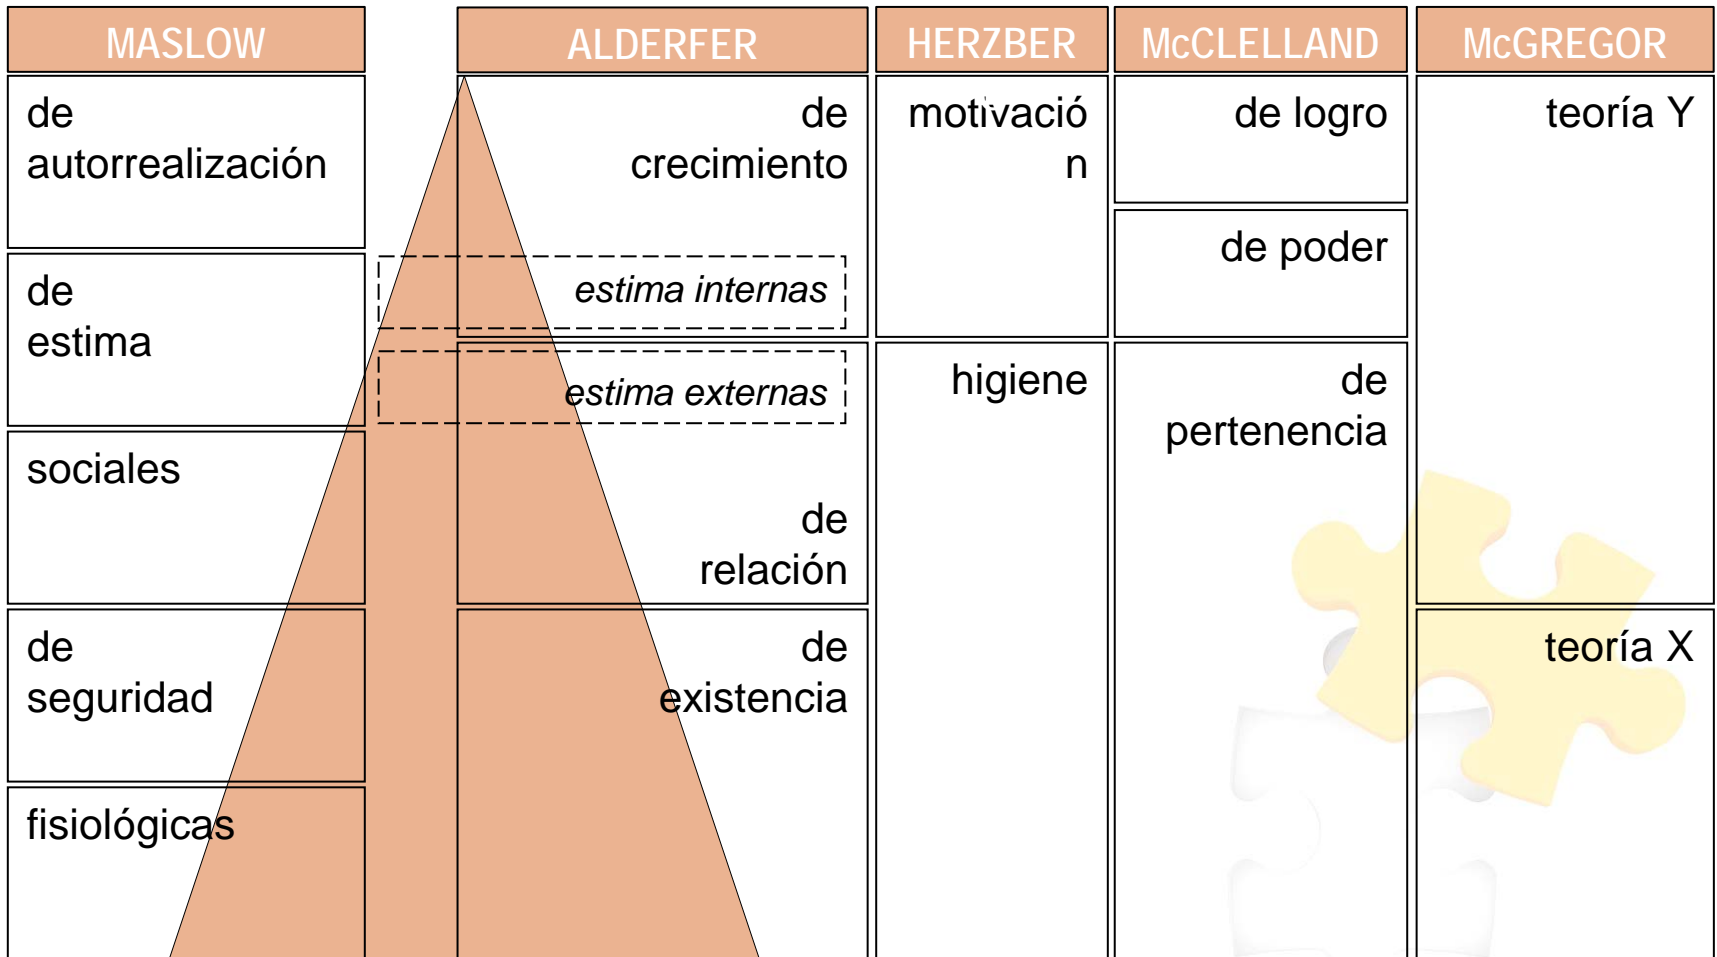 MASLOW
ALDERFER
HERZBER
McCLELLAND
McGREGOR
de
autorrealización
de
estima
sociales
de
seguridad
fisiológicas
de
crecimiento
estima internas
estima externas
de
relación
de
existencia
motivació
n
higiene
de logro
de poder
de
pertenencia
teoría Y
teoría X